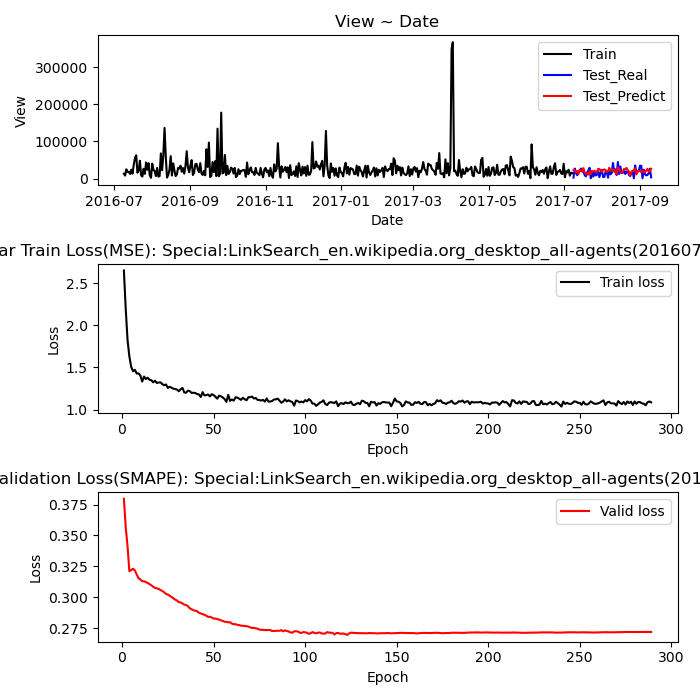 View ~ Date
Train
Test_Real
Test_Predict
300000
200000
100000
0
View
2016-07 2016-09 2016-11 2017-01 2017-03 2017-05 2017-07 2017-09
Date
ar Train Loss(MSE): Special:LinkSearch_en.wikipedia.org_desktop_all-agents(201607
Train loss
2.5
2.0
1.5
1.0
Loss
0 50 100 150 200 250 300
Epoch
alidation Loss(SMAPE): Special:LinkSearch_en.wikipedia.org_desktop_all-agents(201
Valid loss
0.375
0.350
0.325
0.300
0.275
Loss
0 50 100 150 200 250 300
Epoch